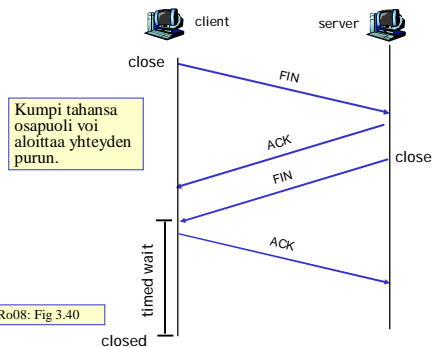 client
server
close
FIN
Kumpi tahansa
osapuoli voi
aloittaa yhteyden
purun.
ACK
close
FIN
ACK
timed wait
Ro08: Fig 3.40
closed